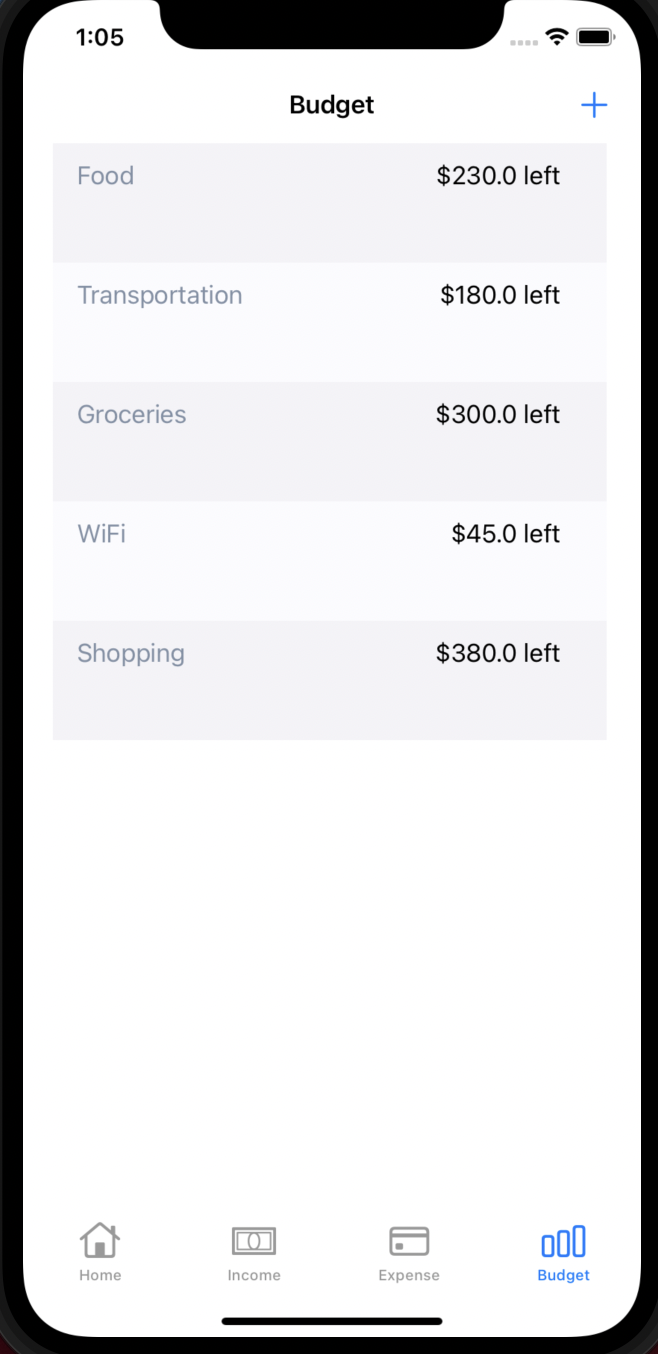 1:05
Budget
Food $230.0 left
Transportation $180.0 left
Groceries $300.0 left
WiFi $45.0 left
Shopping $380.0 left
Home Income Expense Budget